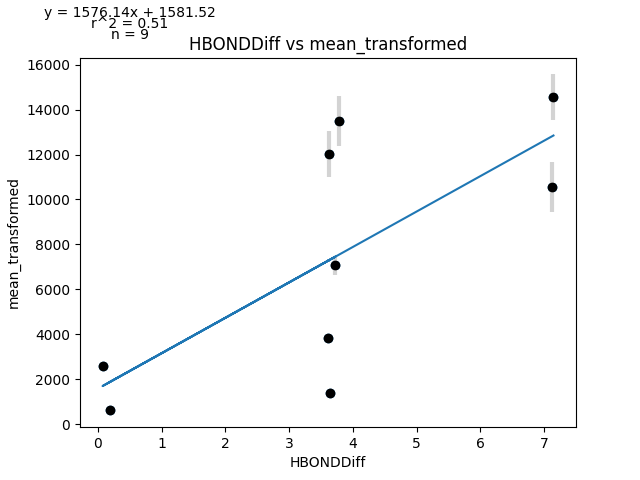 y = 1576.14x + 1581.52
r^2 = 0.51
n = 9
HBONDDiff vs mean_transformed
16000
14000
12000
10000
8000
6000
4000
2000
0
mean_transformed
0 1 2 3 4 5 6 7
HBONDDiff